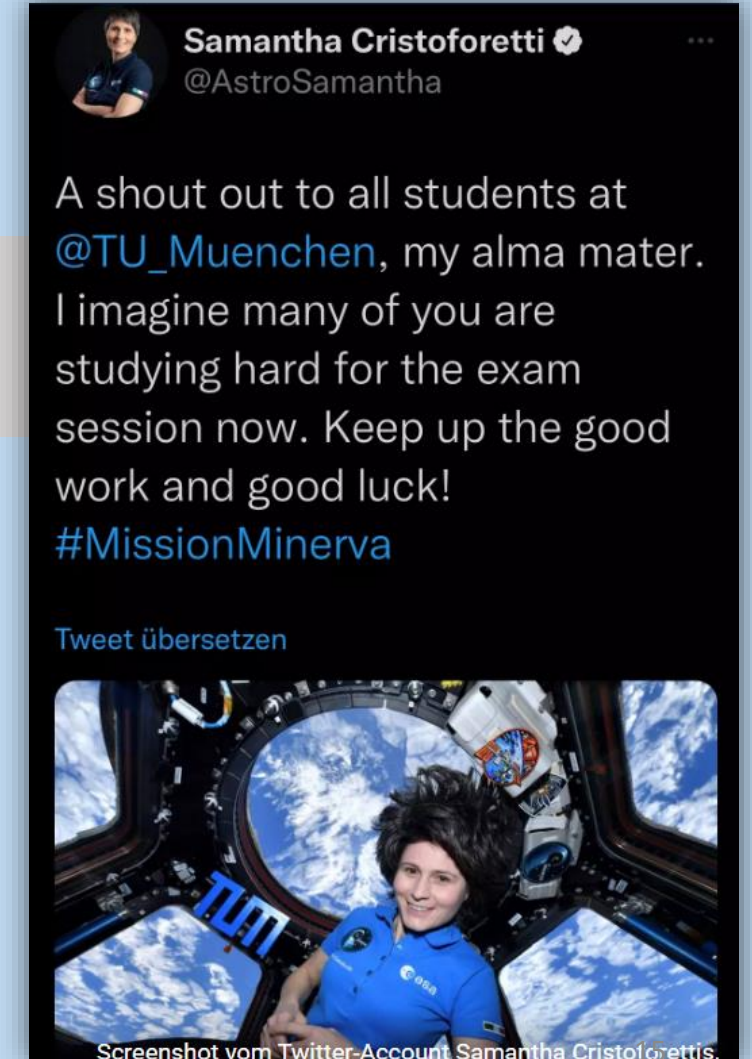 Samantha Cristoforetti
@AstroSamantha
A shout out to all students at
@TU_Muenchen, my alma mater.
I imagine many of you are
studying hard for the exam
session now. Keep up the good
work and good luck!
#MissionMinerva
Tweet übersetzen
TUM
esa
Screenshot vom Twitter-Account Samantha Cristoforettis.